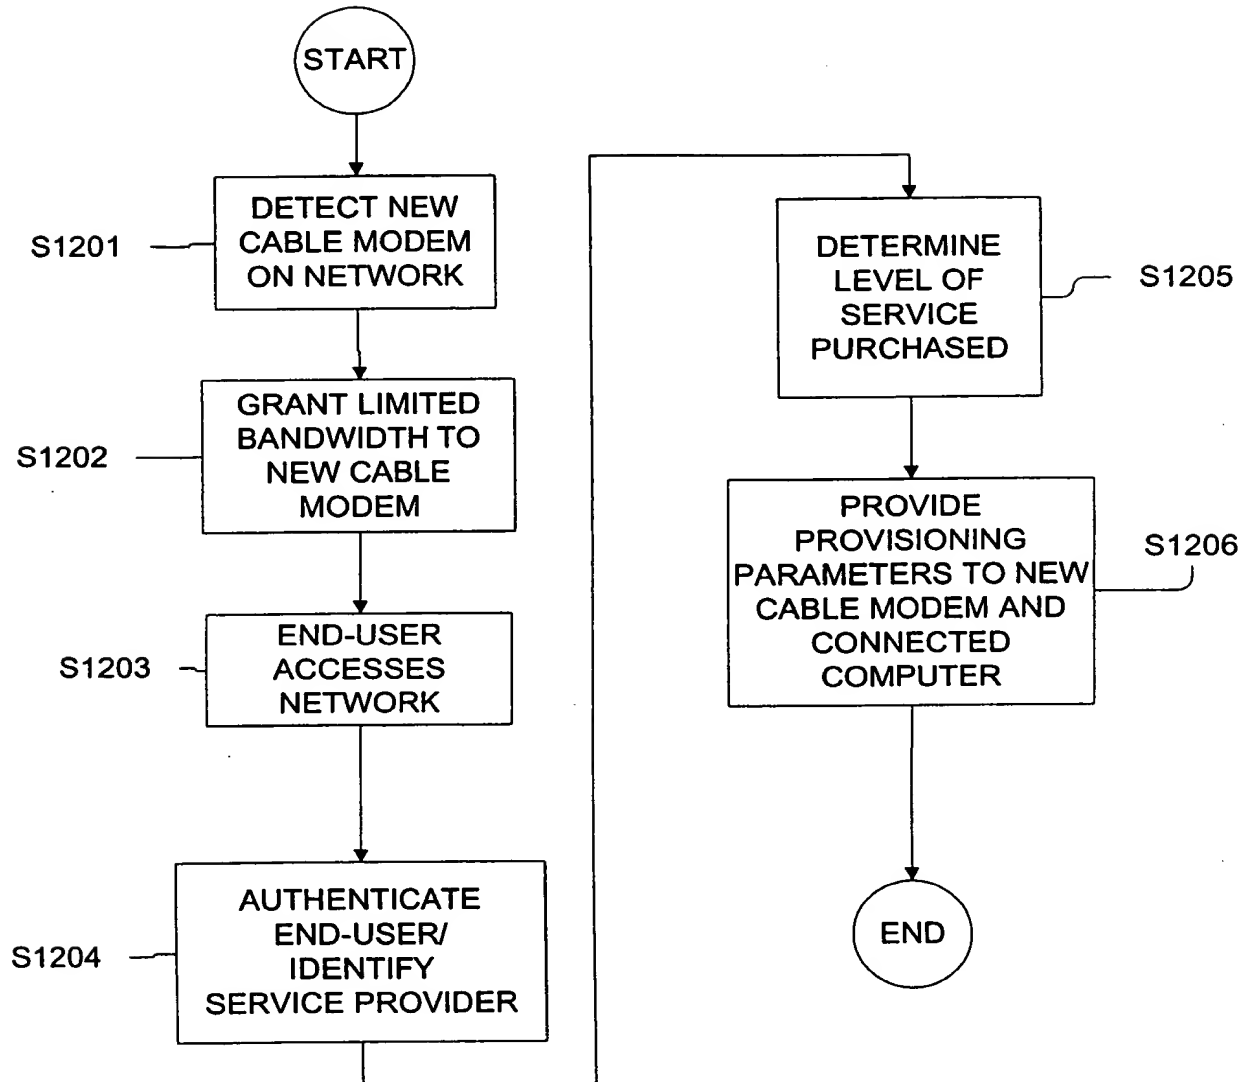 START
S1201
DETECT NEW
CABLE MODEM
ON NETWORK
S1202
GRANT LIMITED
BANDWIDTH TO
NEW CABLE
MODEM
S1203
END-USER
ACCESSES
NETWORK
S1204
AUTHENTICATE
END-USER/
IDENTIFY
SERVICE PROVIDER
DETERMINE
LEVEL OF
SERVICE
PURCHASED
S1205
PROVIDE
PROVISIONING
PARAMETERS TO NEW
CABLE MODEM AND
CONNECTED
COMPUTER
S1206
END